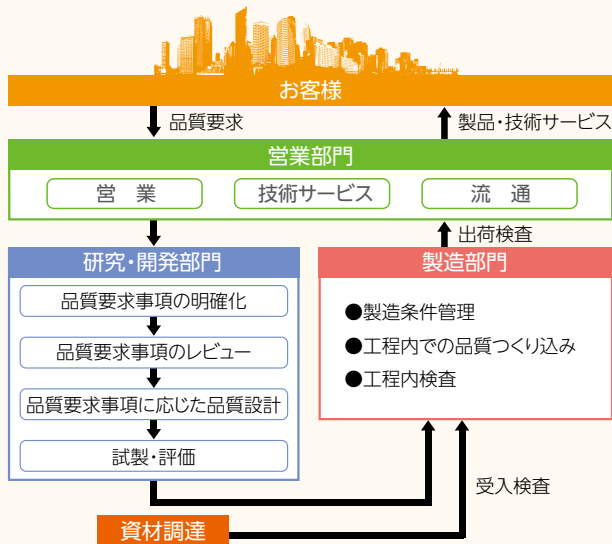 お客様
品質要求
製品・技術サービス
営業部門
営 業
技術サービス
流 通
出荷検査
研究・開発部門
品質要求事項の明確化
品質要求事項のレビュー
品質要求事項に応じた品質設計
試製・評価
製造部門
●製造条件管理
●工程内での品質つくり込み
●工程内検査
受入検査
資材調達